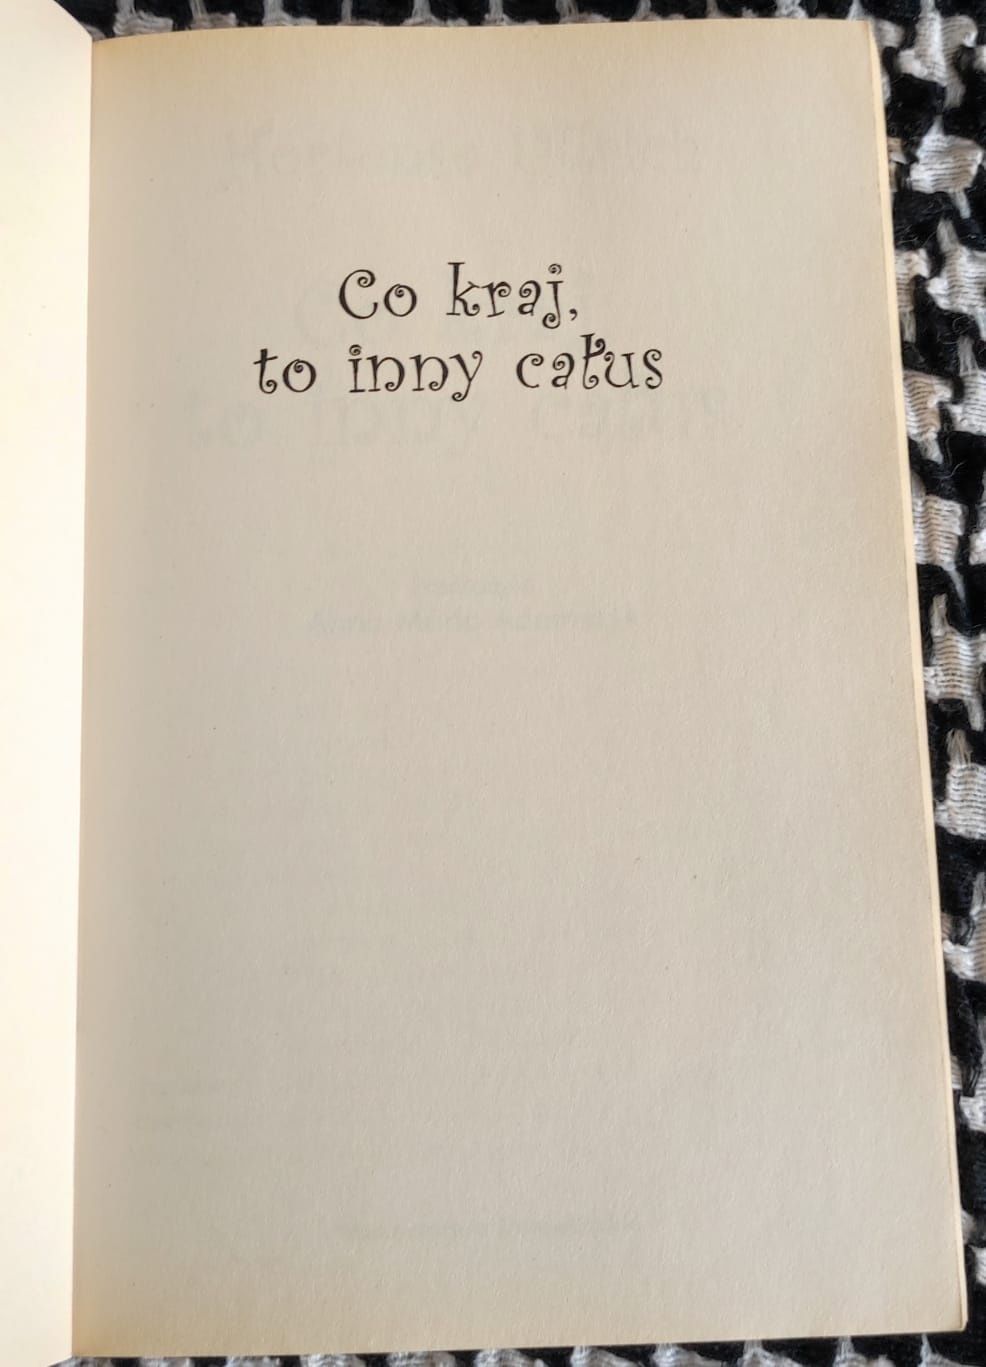 Co kraj,
to inny całus